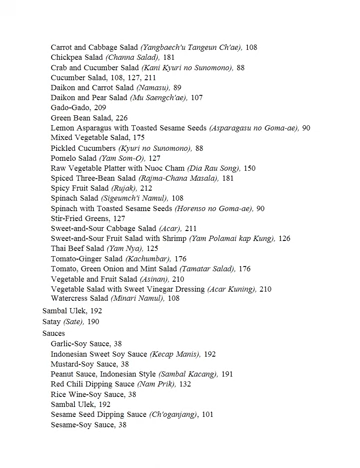 Carrot and Cabbage Salad (Yangbaech'u Tangeun Ch'ae), 108
Chickpea Salad (Channa Salad), 181
Crab and Cucumber Salad (Kani Kyuri no Sunomono), 88
Cucumber Salad, 108, 127, 211
Daikon and Carrot Salad (Namasu), 89
Daikon and Pear Salad (Mu Saengch'ae), 107
Gado-Gado, 209
Green Bean Salad, 226
Lemon Asparagus with Toasted Sesame Seeds (Asparagasu no Goma-ae), 90
Mixed Vegetable Salad, 175
Pickled Cucumbers (Kyuri no Sunomono), 88
Pomelo Salad (Yam Som-O), 127
Raw Vegetable Platter with Nuoc Cham (Dia Rau Song), 150
Spiced Three-Bean Salad (Rajma-Chana Masala), 181
Spicy Fruit Salad (Rujak), 212
Spinach Salad (Sigeumch'i Namul), 108
Spinach with Toasted Sesame Seeds (Horenso no Goma-ae), 90
Stir-Fried Greens, 127
Sweet-and-Sour Cabbage Salad (Acar), 211
Sweet-and-Sour Fruit Salad with Shrimp (Yam Polamai kap Kung), 126
Thai Beef Salad (Yam Nya), 125
Tomato-Ginger Salad (Kachumbar), 176
Tomato, Green Onion and Mint Salad (Tamatar Salad), 176
Vegetable and Fruit (Asinan), 210
Vegetable Salad with Sweet Vinegar Dressing (Acar Kuning), 210
Watercress Salad (Minari Namul), 108
Sambal Ulek, 192
Satay (Sate), 190
Sauces
Garlic-Soy Sauce, 38
Indonesian Sweet Soy Sauce (Kecap Manis), 192
Mustard-Soy Sauce, 38
Peanut Sauce, Indonesian Style (Sambal Kacang), 191
Red Chili Dipping Sauce (Nam Prik), 132
Rice Wine-Soy Sauce, 38
Sambal Ulek, 192
Sesame Seed Dipping Sauce (Ch'oganjang), 101
Sesame-Soy Sauce, 38